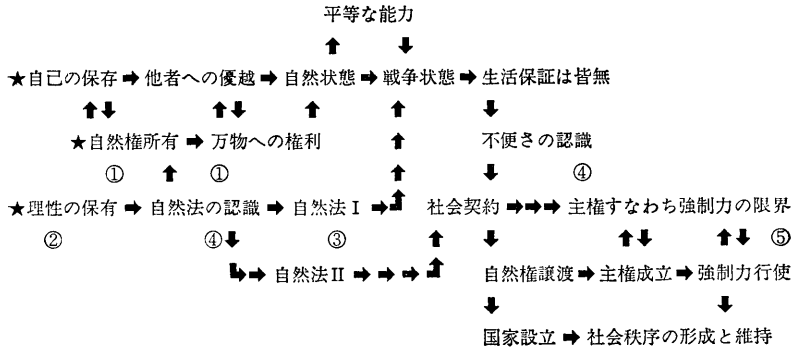 平等な能力
★自己の保存➡他者への優越➡自然状態➡戦争状態➡生活保証は皆無
★自然権所有➡万物への権利 不便さの認識
① ① ④
★理性の保有➡自然法の認識➡自然法Ⅰ➡ 社会契約➡➡➡主権すなわち強制力の限界
② ④ ③ ⑤
➡➡自然法Ⅱ➡➡➡ 自然権譲渡➡主権成立➡強制力行使
国家設立➡社会秩序の形成と維持